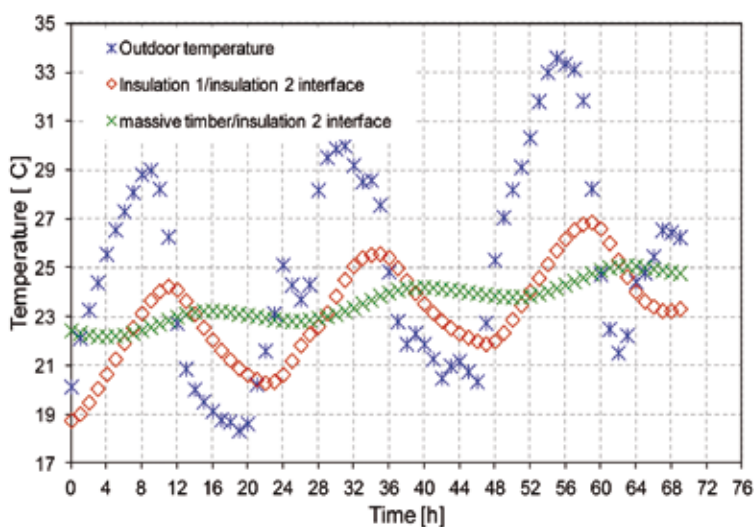 35
33
31
29
27
25
23
21
19
17
Temperature [ C]
Outdoor temperature
Insulation 1/insulation 2 interface
massive timber/insulation 2 interface
0 4 8 12 16 20 24 28 32 36 40 44 48 52 56 60 64 68 72 76
Time [h]